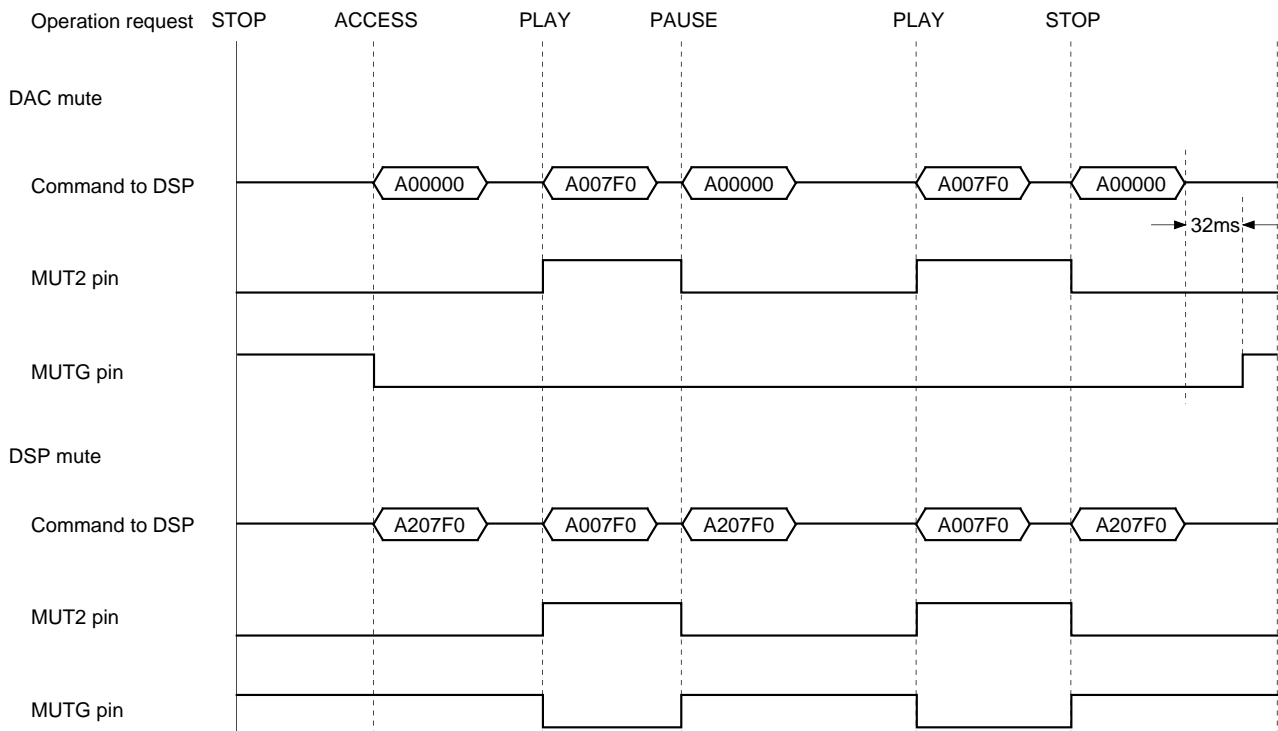 Operation request STOP ACCESS PLAY PAUSE PLAY STOP
DAC mute
Command to DSP A00000 A007F0 A00000 A007F0 A00000
32ms
MUT2 pin
MUTG pin
DSP mute
Command to DSP A207F0 A007F0 A207F0 A007F0 A207F0
MUT2 pin
MUTG pin